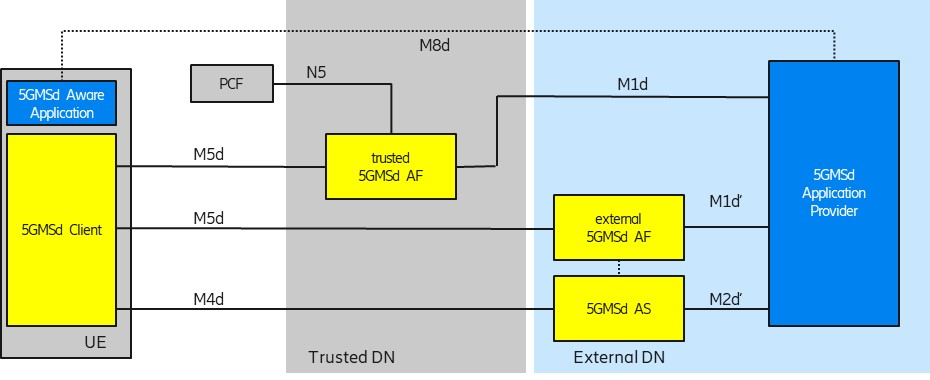 M8d
N5
PCF
M1d
5GMSd Aware
Application
M5d
trusted
5GMSd AF
5GMSd
Application
Provider
M5d
external
5GMSd AF
M1d’
5GMSd Client
M4d
5GMSd AS
M2d’
UE
Trusted DN
External DN